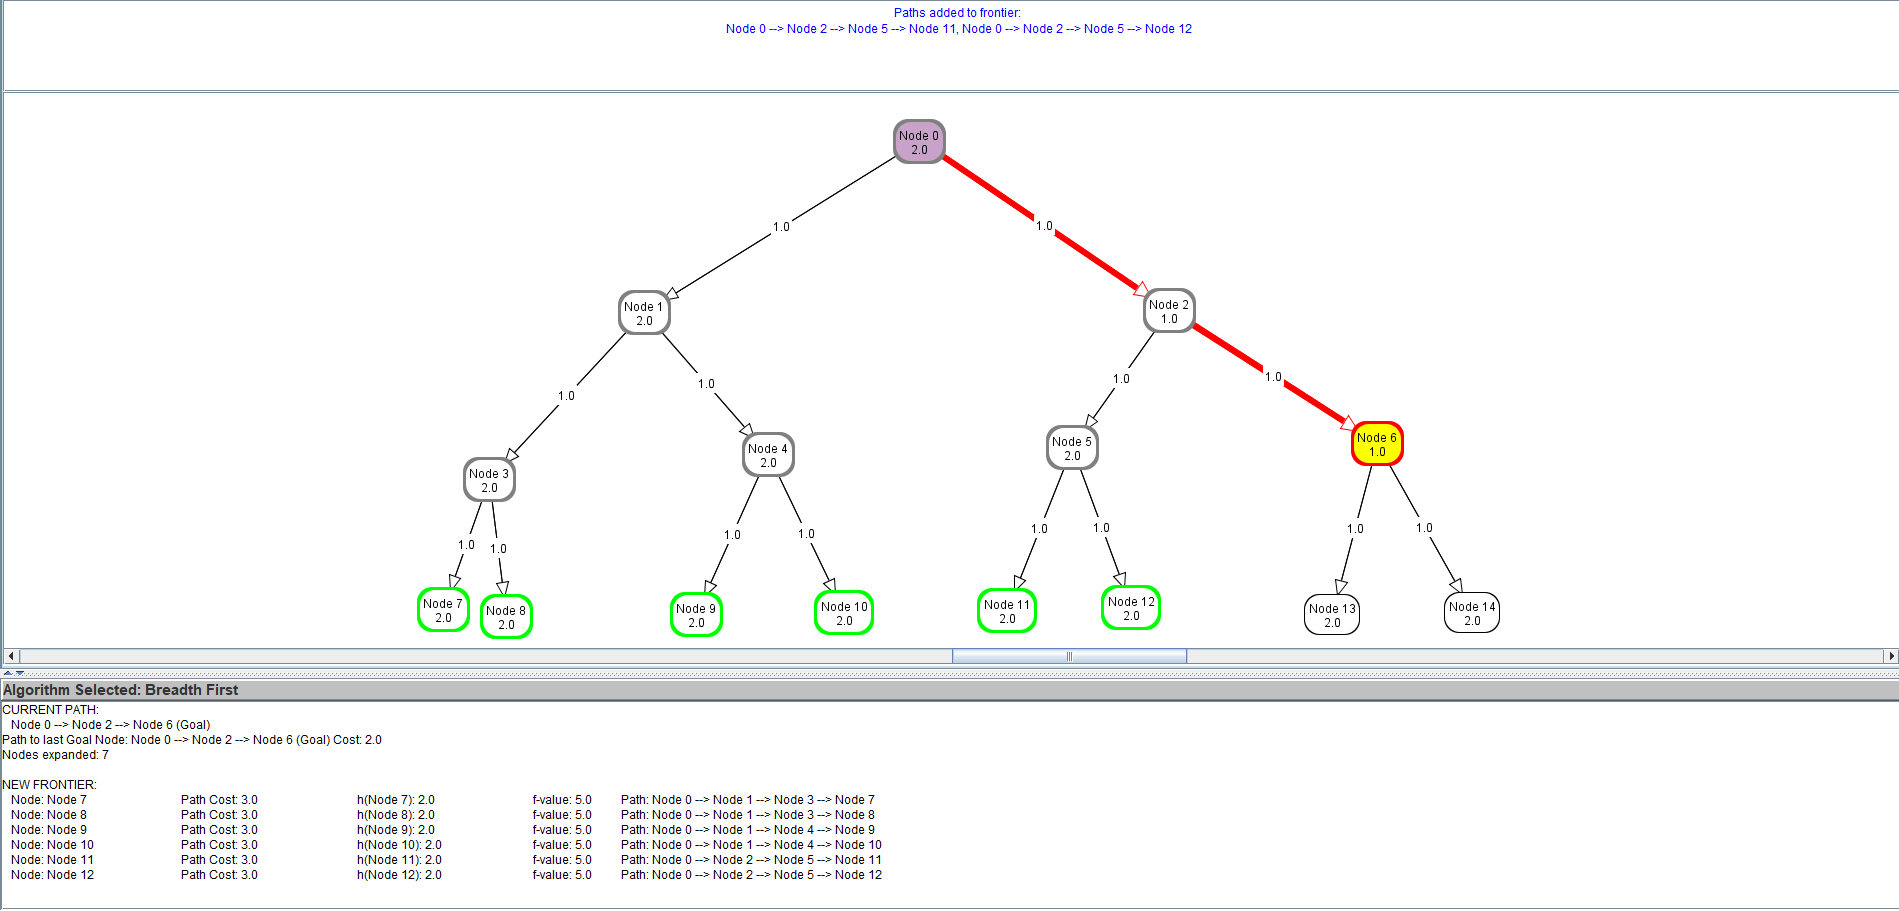 Paths added to frontier:
Node 0 --> Node 2 --> Node 5 --> Node 11, Node 0 --> Node 2 --> Node 5 --> Node 12
Node 0
2.0
1.0
1.0
Node 1
2.0
Node 2
1.0
1.0
1.0
1.0
1.0
Node 3
2.0
Node 4
2.0
Node 5
2.0
Node 6
1.0
1.0
1.0
1.0
1.0
1.0
1.0
1.0
1.0
Node 7
2.0
Node 8
2.0
Node 9
2.0
Node 10
2.0
Node 11
2.0
Node 12
2.0
Node 13
2.0
Node 14
2.0
Algorithm Selected: Breadth First
CURRENT PATH:
Node 0 --> Node 2 --> Node 6 (Goal)
Path to last Goal Node: Node 0 --> Node 2 --> Node 6 (Goal) Cost: 2.0
Nodes expanded: 7
NEW FRONTIER:
Node: Node 7 Path Cost: 3.0 h(Node 7): 2.0 f-value: 5.0 Path: Node 0 --> Node 1 --> Node 3 --> Node 7
Node: Node 8 Path Cost: 3.0 h(Node 8): 2.0 f-value: 5.0 Path: Node 0 --> Node 1 --> Node 3 --> Node 8
Node: Node 9 Path Cost: 3.0 h(Node 9): 2.0 f-value: 5.0 Path: Node 0 --> Node 1 --> Node 4 --> Node 9
Node: Node 10 Path Cost: 3.0 h(Node 10): 2.0 f-value: 5.0 Path: Node 0 --> Node 1 --> Node 4 --> Node 10
Node: Node 11 Path Cost: 3.0 h(Node 11): 2.0 f-value: 5.0 Path: Node 0 --> Node 2 --> Node 5 --> Node 11
Node: Node 12 Path Cost: 3.0 h(Node 12): 2.0 f-value: 5.0 Path: Node 0 --> Node 2 --> Node 5 --> Node 12